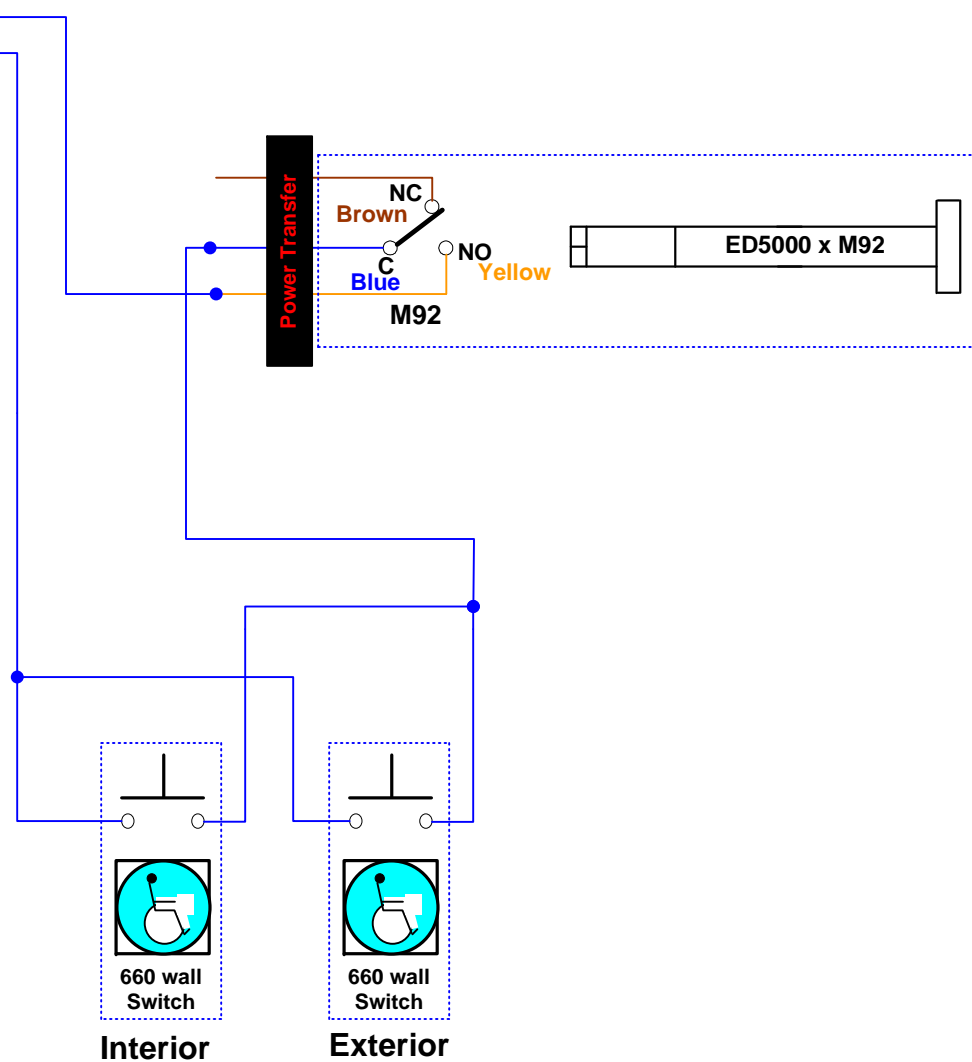 Power Transfer
NC
Brown
C
Blue
NO
Yellow
M92
ED5000 x M92
660 wall
Switch
Interior
660 wall
Switch
Exterior